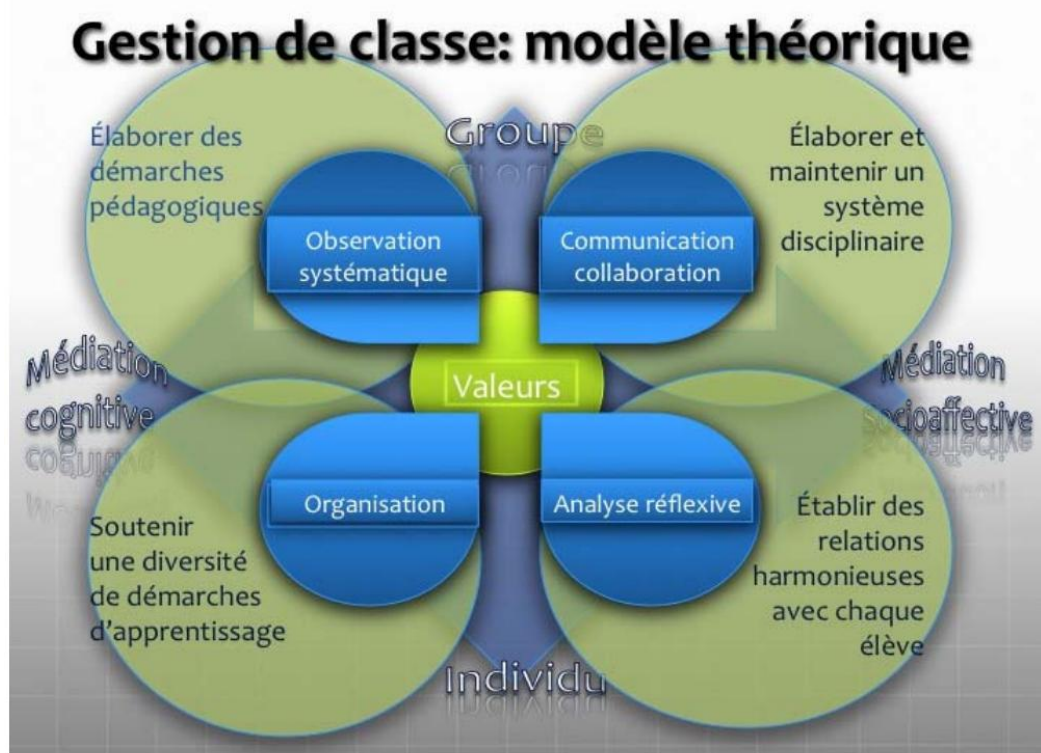 Gestion de classe: modèle théorique
Groupe
Élaborer des
démarches
pédagogiques
Élaborer et
maintenir un
système
disciplinaire
Observation
systématique
Communication
collaboration
Médiation
cognitive
Valeurs
Médiation
socioaffective
Organisation
Analyse réflexive
Soutenir
une diversité
de démarches
d'apprentissage
Établir des
relations
harmonieuses
avec chaque
élève
Individu